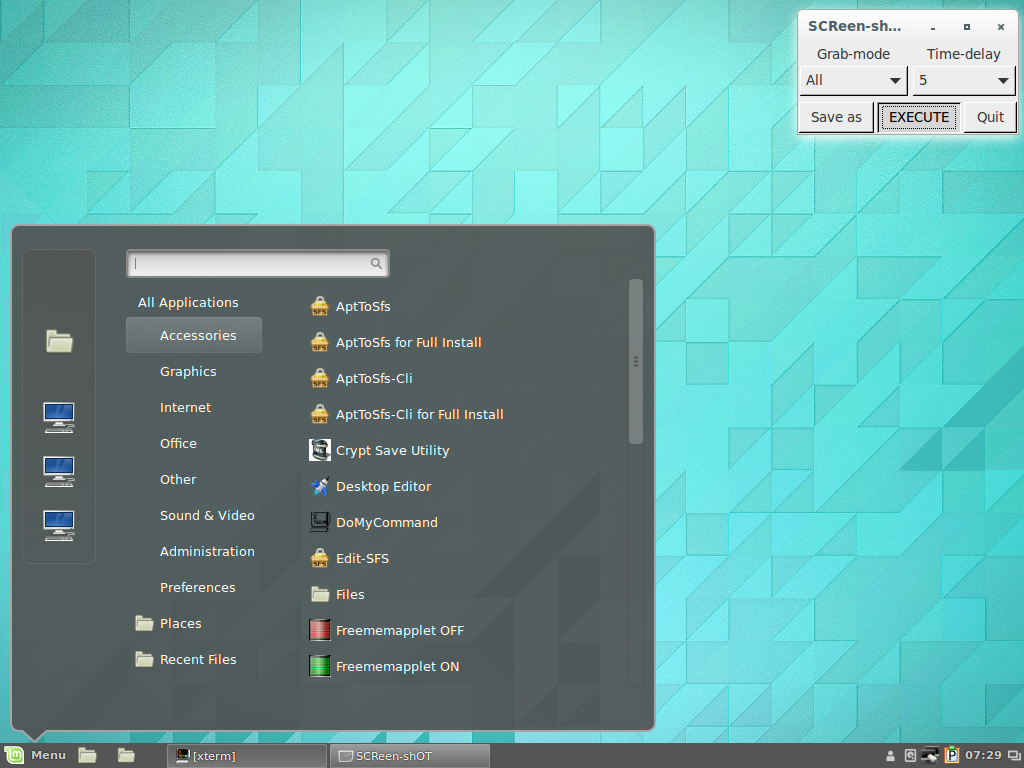 SCReen-sh...
Grab-mode Time-delay
All 5
Save as EXECUTE Quit
All Applications
Accessories
Graphics
Internet
Office
Other
Sound & Video
Administration
Preferences
Places
Recent Files
AptToSfs
AptToSfs for Full Install
AptToSfs-Cli
AptToSfs-Cli for Full Install
Crypt Save Utility
Desktop Editor
DoMyCommand
Edit-SFS
Files
Freememapplet OFF
Freememapplet ON
Menu [xterm] SCReen-shOT P 07:29